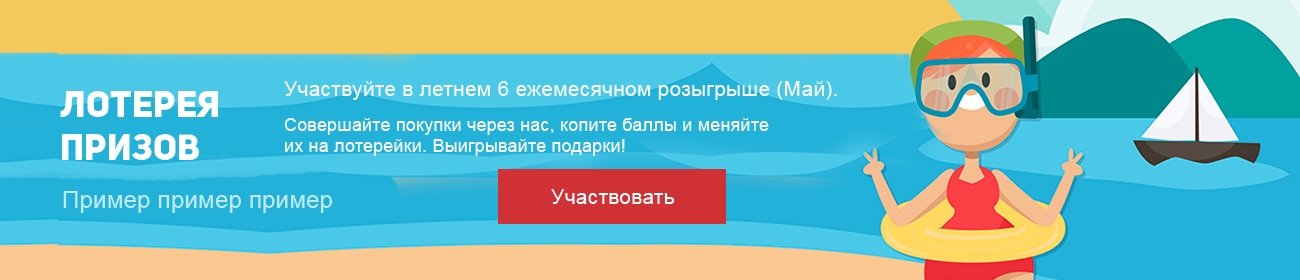 ЛОТЕРЕЯ
ПРИЗОВ
Пример пример пример
Участвуйте в летнем 6 ежемесячном розыгрыше (Май).
Совершайте покупки через нас, копите баллы и меняйте
их на лотерейки. Выигрывайте подарки!
Участвовать